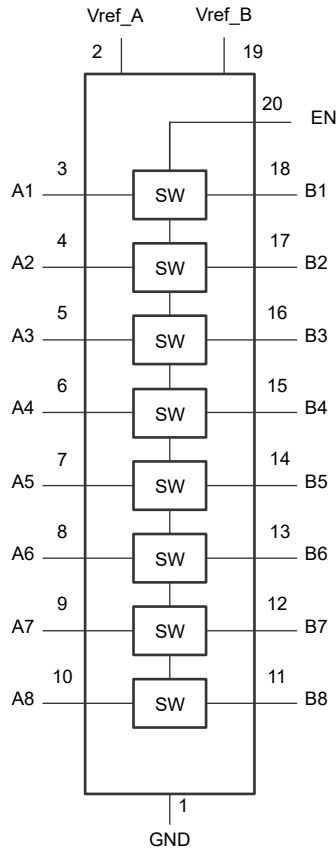 Vref_A Vref_B
2 19
20 EN
3 18
A1 SW B1
4 17
A2 SW B2
5 16
A3 SW B3
6 15
A4 SW B4
7 14
A5 SW B5
8 13
A6 SW B6
9 12
A7 SW B7
10 11
A8 SW B8
1
GND